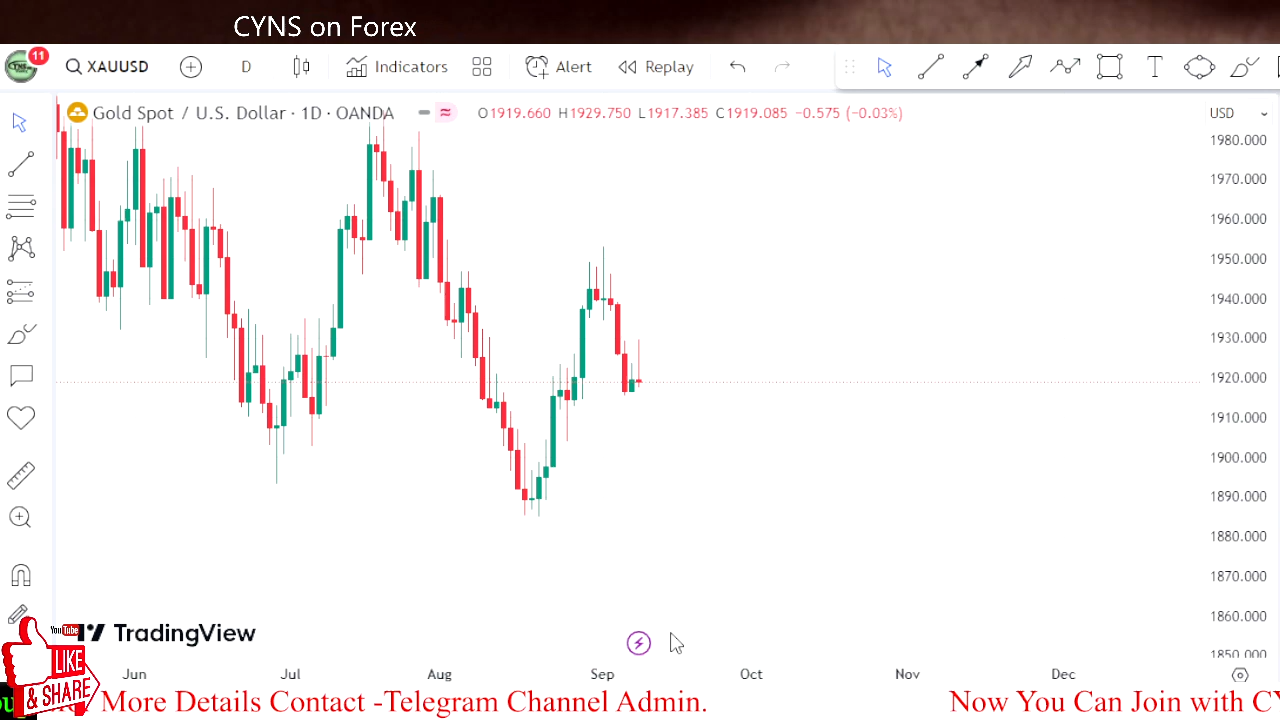 CYNS on Forex
11
XAUUSD
D
Indicators
Alert
Replay
Gold Spot / U.S. Dollar · 1D · OANDA
O1919.660 H1929.750 L1917.385 C1919.085 −0.575 (−0.03%)
USD
1980.000
1970.000
1960.000
1950.000
1940.000
1930.000
1920.000
1910.000
1900.000
1890.000
1880.000
1870.000
1860.000
1850.000
TradingView
YouTube
LIKE
& SHARE
Jun
Jul
Aug
Sep
Oct
Nov
Dec
More Details Contact -Telegram Channel Admin.
Now You Can Join with CY